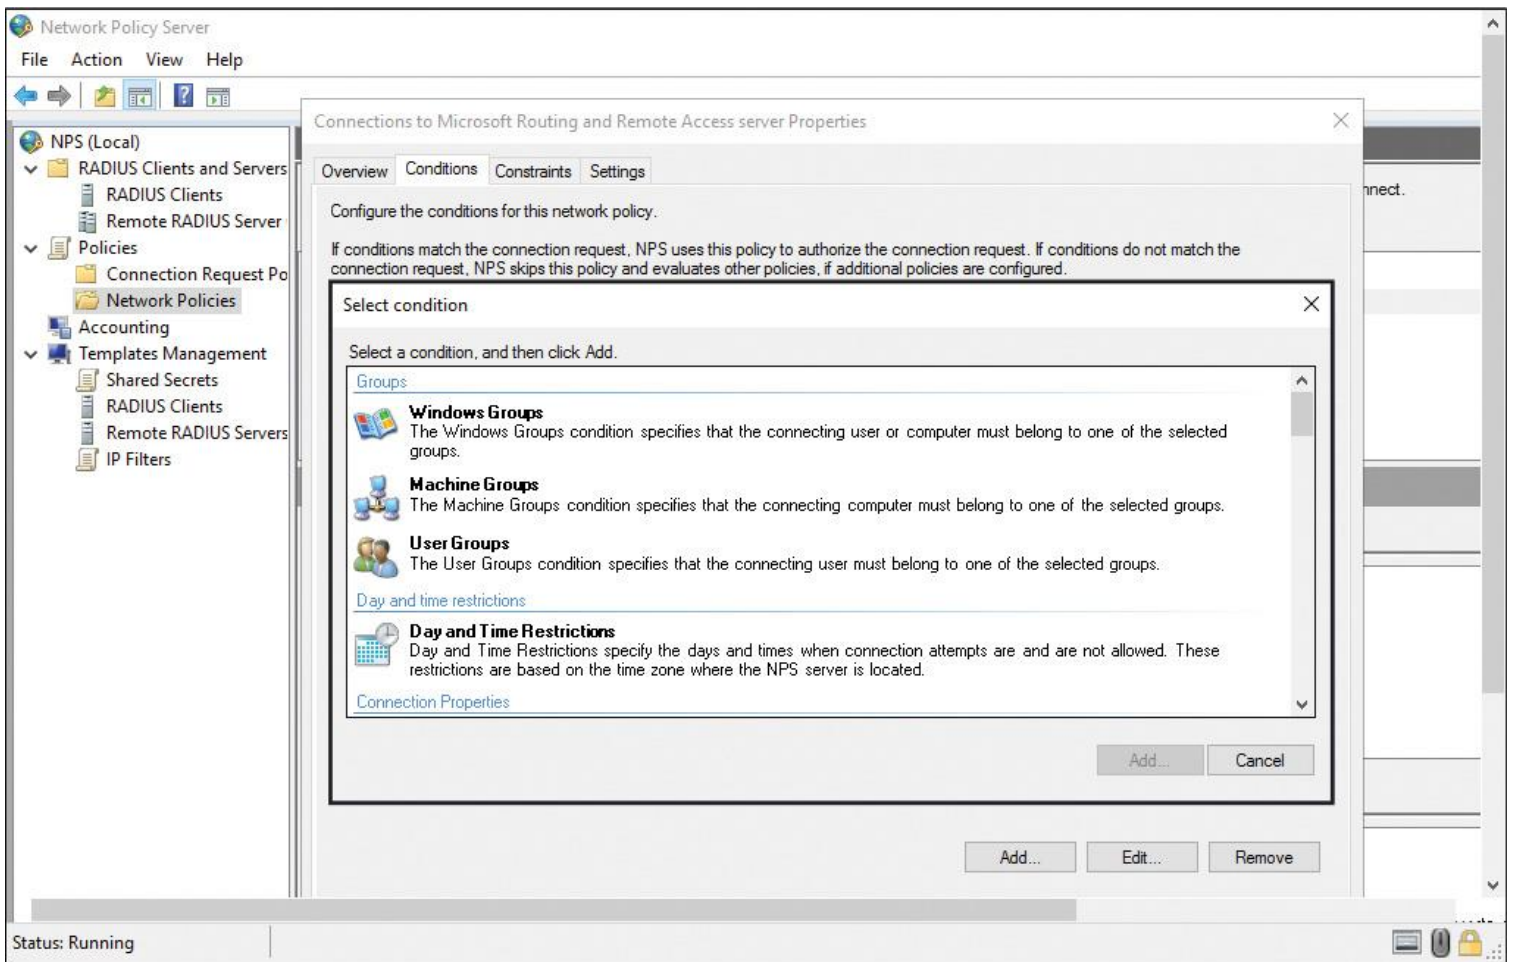 Network Policy Server
File Action View Help
NPS (Local)
RADIUS Clients and Servers
RADIUS Clients
Remote RADIUS Server
Policies
Connection Request Po
Network Policies
Accounting
Templates Management
Shared Secrets
RADIUS Clients
Remote RADIUS Servers
IP Filters
Connections to Microsoft Routing and Remote Access server Properties
Overview Conditions Constraints Settings
Configure the conditions for this network policy.
If conditions match the connection request, NPS uses this policy to authorize the connection request. If conditions do not match the
connection request, NPS skips this policy and evaluates other policies, if additional policies are configured.
Select condition
Select a condition, and then click Add.
Groups
Windows Groups
The Windows Groups condition specifies that the connecting user or computer must belong to one of the selected
groups.
Machine Groups
The Machine Groups condition specifies that the connecting computer must belong to one of the selected groups.
User Groups
The User Groups condition specifies that the connecting user must belong to one of the selected groups.
Day and time restrictions
Day and Time Restrictions
Day and Time Restrictions specify the days and times when connection attempts are and are not allowed. These
restrictions are based on the time zone where the NPS server is located.
Connection Properties
Add... Cancel
Add... Edit... Remove
nnect.
Status: Running